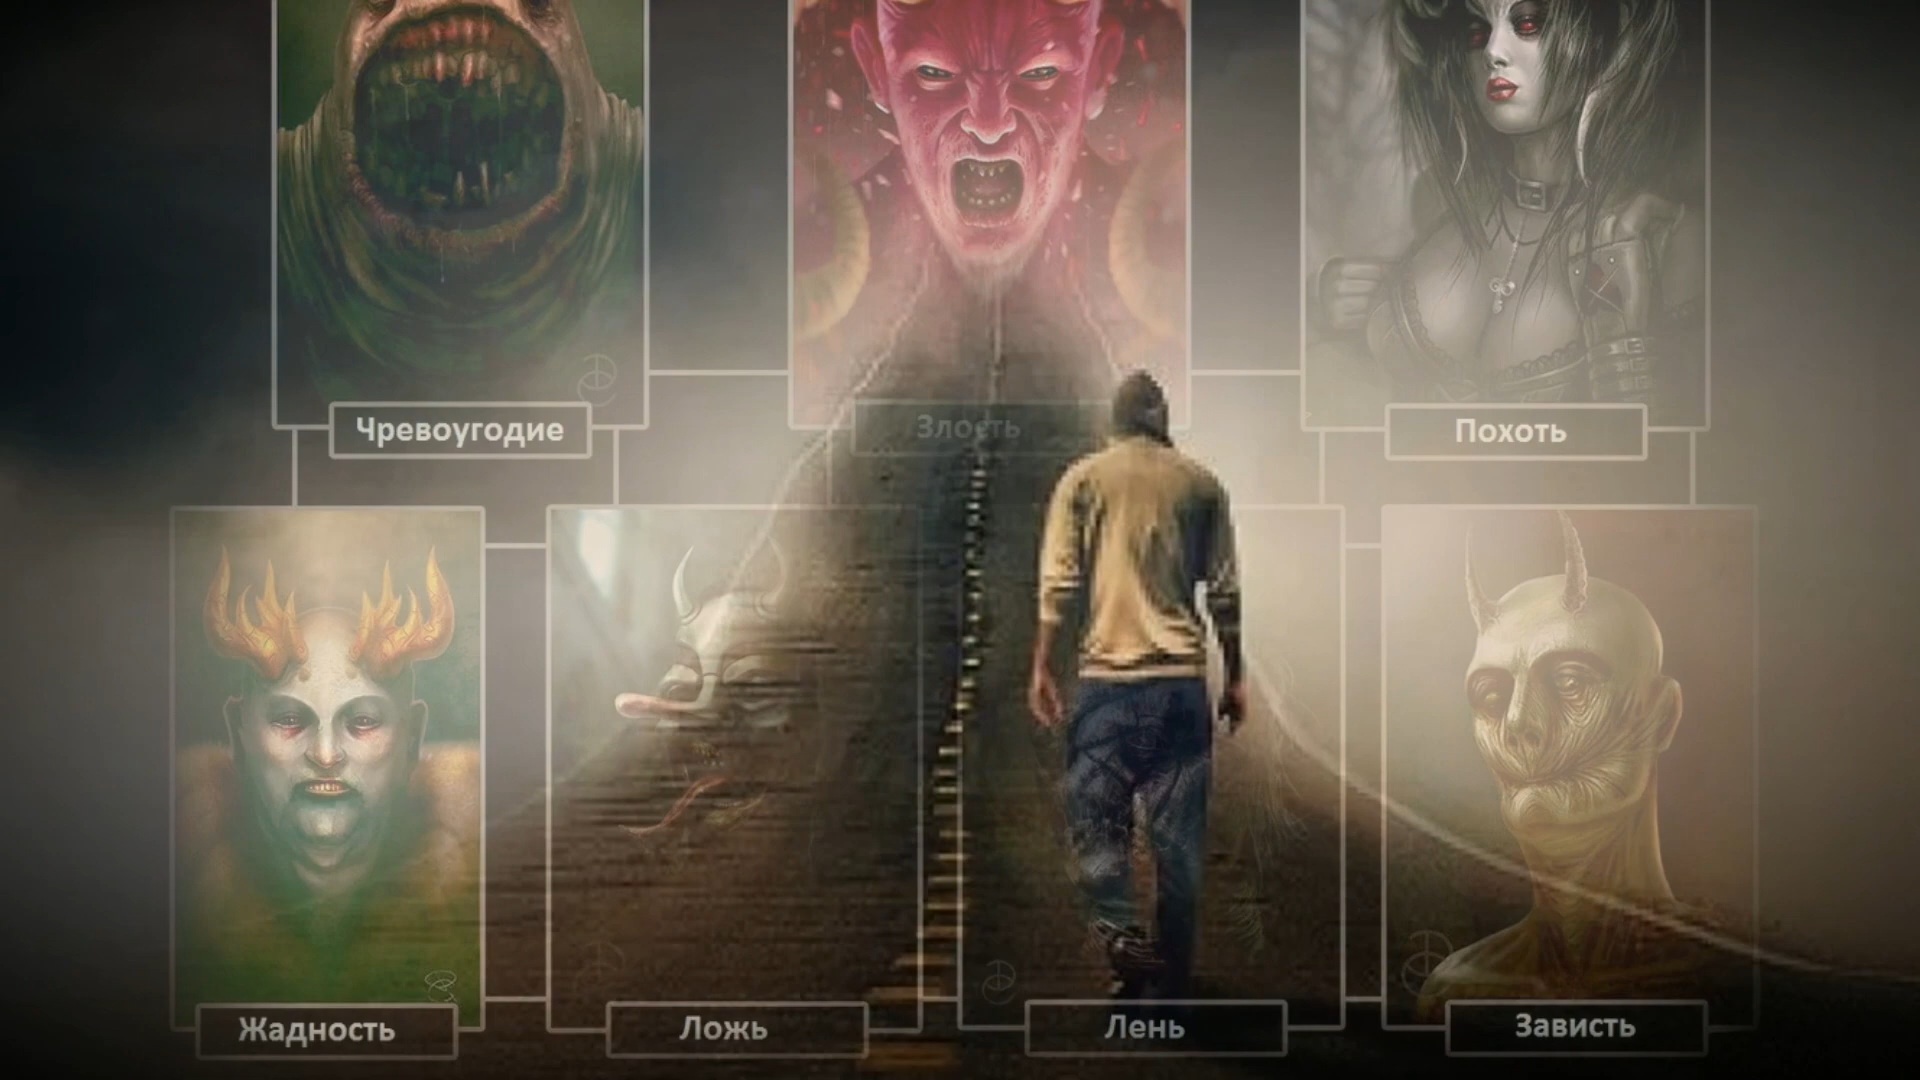 Чревоугодие
Злость
Похоть
Жадность
Ложь
Лень
Зависть